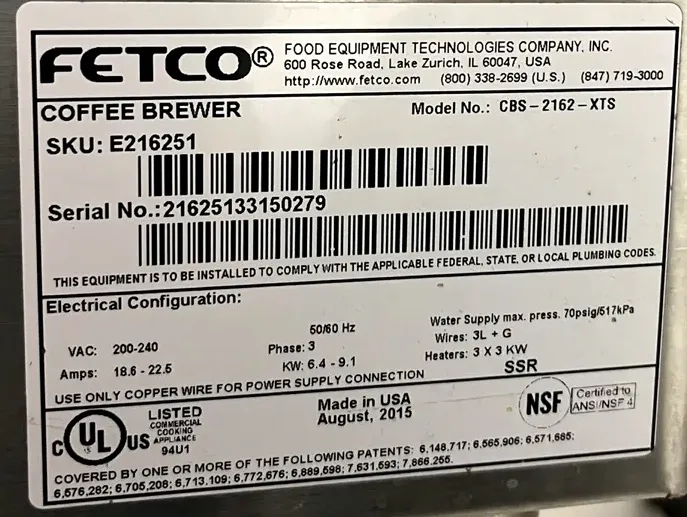 FETCO®
FOOD EQUIPMENT TECHNOLOGIES COMPANY, INC.
600 Rose Road, Lake Zurich, IL 60047, USA
http://www.fetco.com (800) 338-2699 (U.S.) (847) 719-3000
COFFEE BREWER
Model No.: CBS-2162-XTS
SKU: E216251
Serial No.:21625133150279
THIS EQUIPMENT IS TO BE INSTALLED TO COMPLY WITH THE APPLICABLE FEDERAL, STATE, OR LOCAL PLUMBING CODES.
Electrical Configuration:
50/60 Hz
Water Supply max. press. 70psig/517kPa
VAC: 200-240
Phase: 3
Wires: 3L + G
Amps: 18.6 - 22.5
KW: 6.4 - 9.1
Heaters: 3 X 3 KW
SSR
USE ONLY COPPER WIRE FOR POWER SUPPLY CONNECTION
C UL US
LISTED
COMMERCIAL
COOKING
APPLIANCE
94U1
Made in USA
August, 2015
NSF
Certified to
ANSI/NSF 4
COVERED BY ONE OR MORE OF THE FOLLOWING PATENTS: 6,148,717; 6,565,906; 6,571,685;
6,576,282; 6,705,208; 6,713,109; 6,772,676; 6,889,598; 7,631,593; 7,866,255.